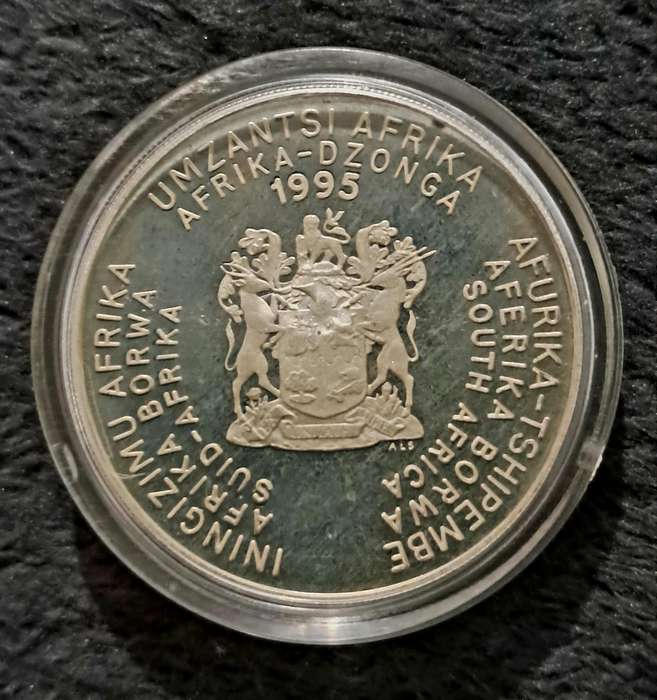 UMZANTSI AFRIKA
AFRIKA-DZONGA
1995
AFURIKA-TSHIPEMBE
AFERIKA BORWA
SOUTH AFRICA
ININGIZIMU AFRIKA
AFRIKA BORWA
SUID-AFRIKA
ALS